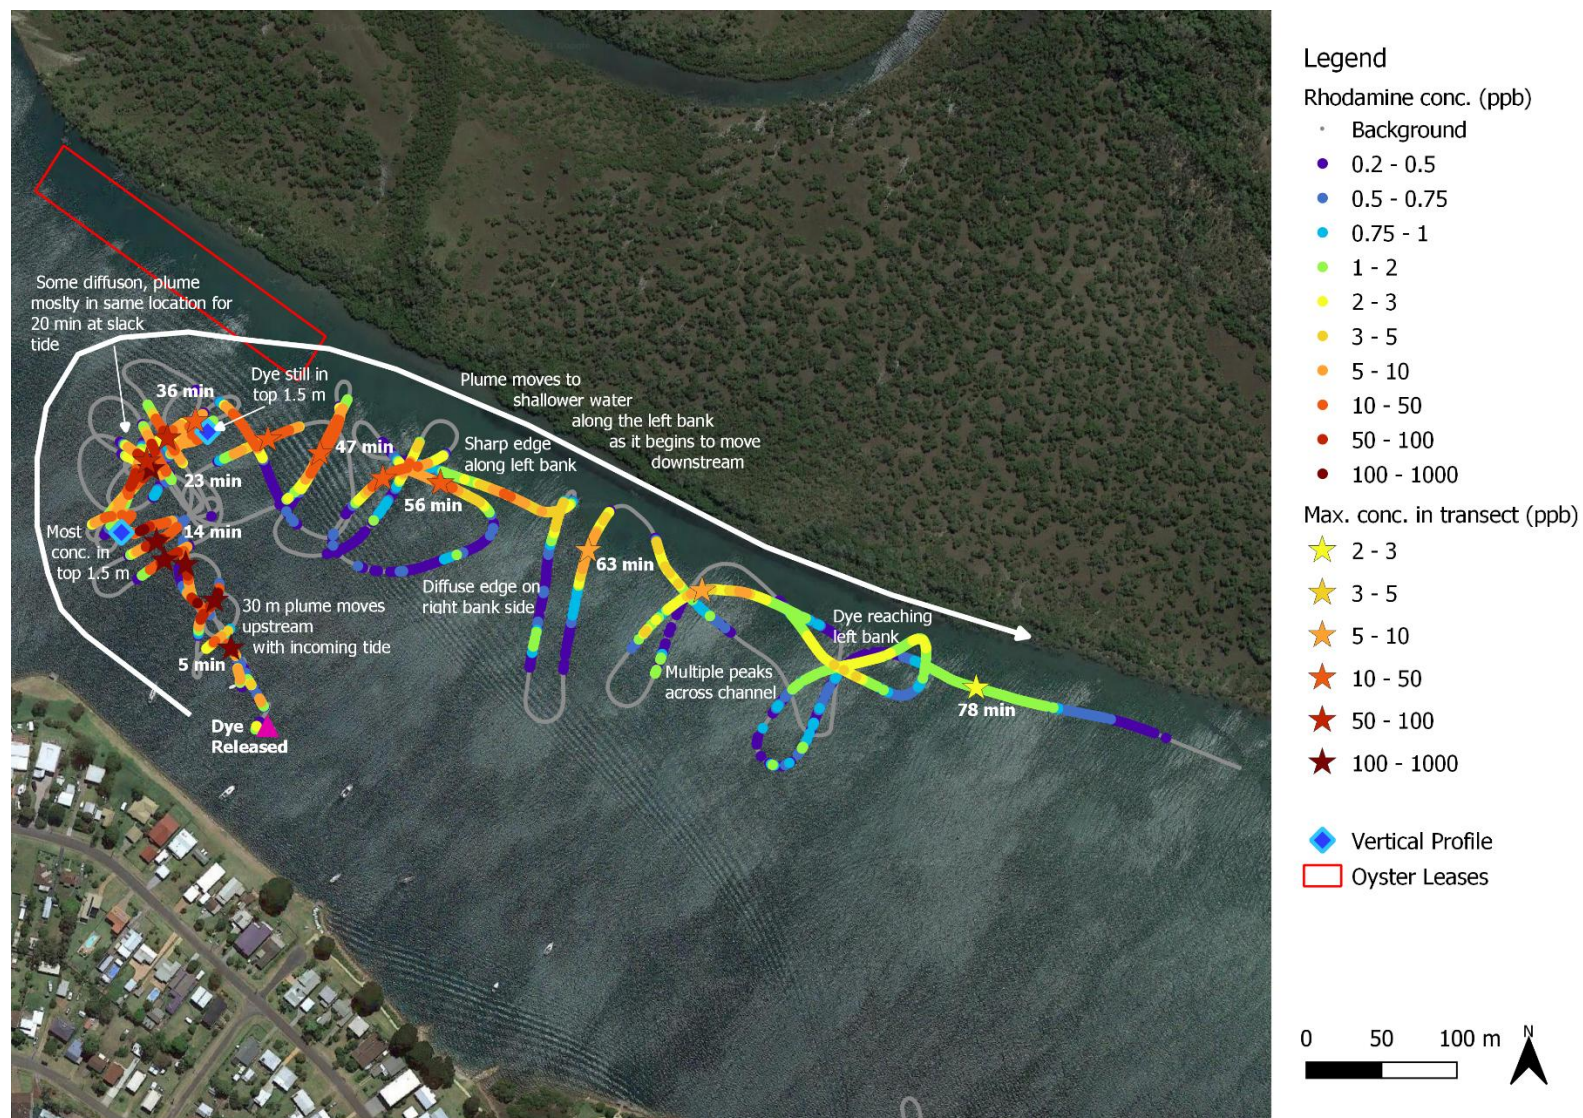 Some diffuson, plume
moslty in same location for
20 min at slack
tide
36 min
Dye still in
top 1.5 m
Plume moves to
shallower water
along the left bank
as it begins to move
downstream
47 min
Sharp edge
along left bank
23 min
56 min
Most
conc. in
top 1.5 m
14 min
63 min
Diffuse edge on
right bank side
30 m plume moves
upstream
with incoming tide
5 min
Dye reaching
left bank
Multiple peaks
across channel
78 min
Dye
Released
Legend
Rhodamine conc. (ppb)
Background
0.2 - 0.5
0.5 - 0.75
0.75 - 1
1 - 2
2 - 3
3 - 5
5 - 10
10 - 50
50 - 100
100 - 1000
Max. conc. in transect (ppb)
2 - 3
3 - 5
5 - 10
10 - 50
50 - 100
100 - 1000
Vertical Profile
Oyster Leases
0 50 100 m
N